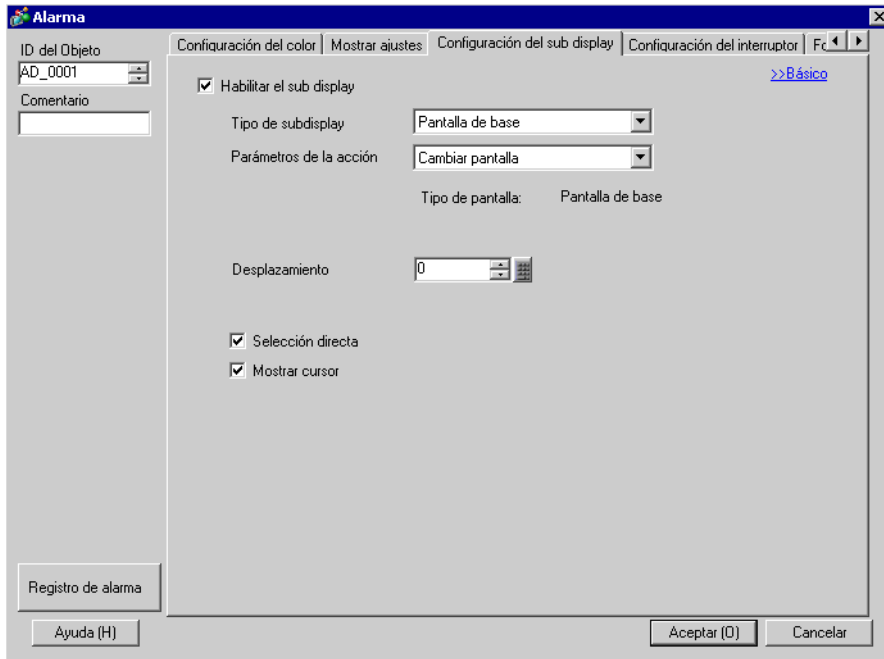 Alarma
ID del Objeto
AD_0001
Comentario
Configuración del color
Mostrar ajustes
Configuración del sub display
Configuración del interruptor
Fo
>>Básico
Habilitar el sub display
Tipo de subdisplay
Pantalla de base
Parámetros de la acción
Cambiar pantalla
Tipo de pantalla:
Pantalla de base
Desplazamiento
0
Selección directa
Mostrar cursor
Registro de alarma
Ayuda (H)
Aceptar (O)
Cancelar